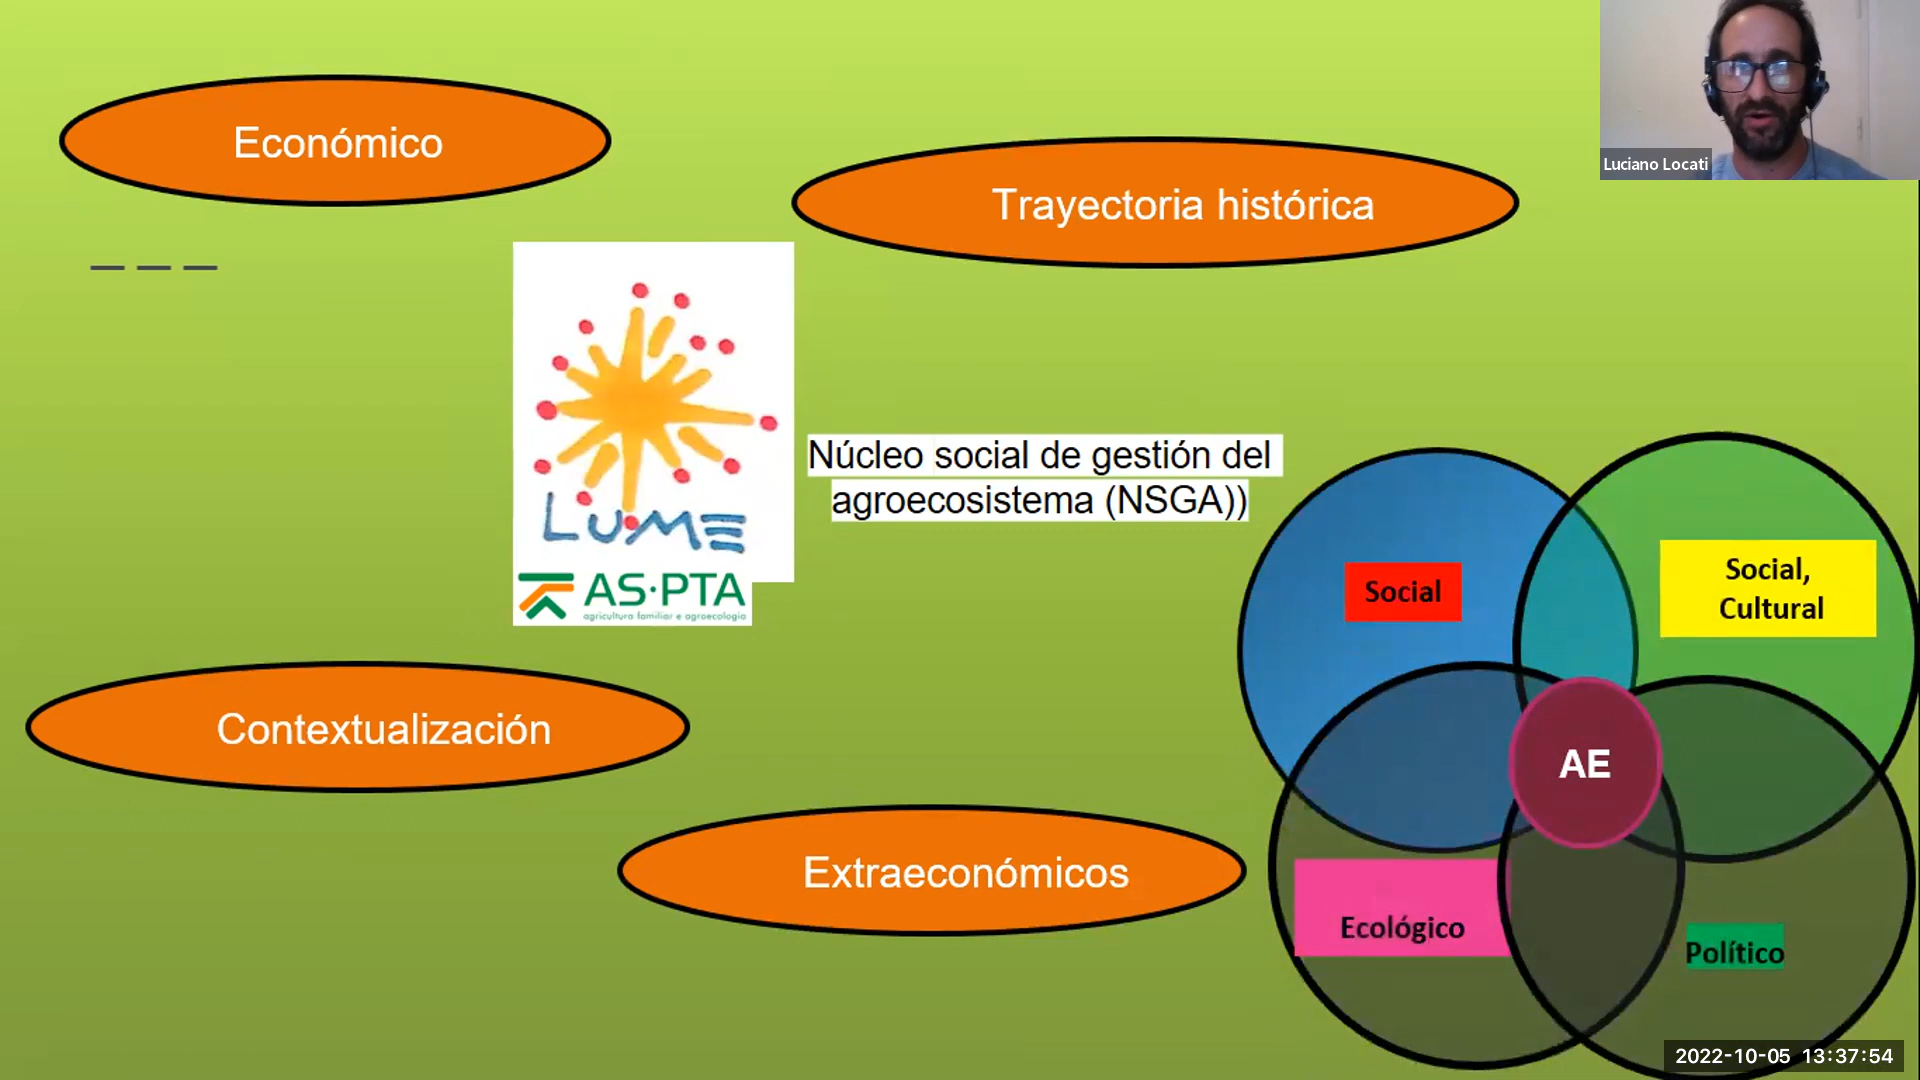 Económico
Trayectoria histórica
Luciano Locati
LUME
AS·PTA
agricultura familiar e agroecologia
Núcleo social de gestión del
agroecosistema (NSGA))
Social
Social,
Cultural
AE
Contextualización
Extraeconómicos
Ecológico
Político
2022-10-05 13:37:54